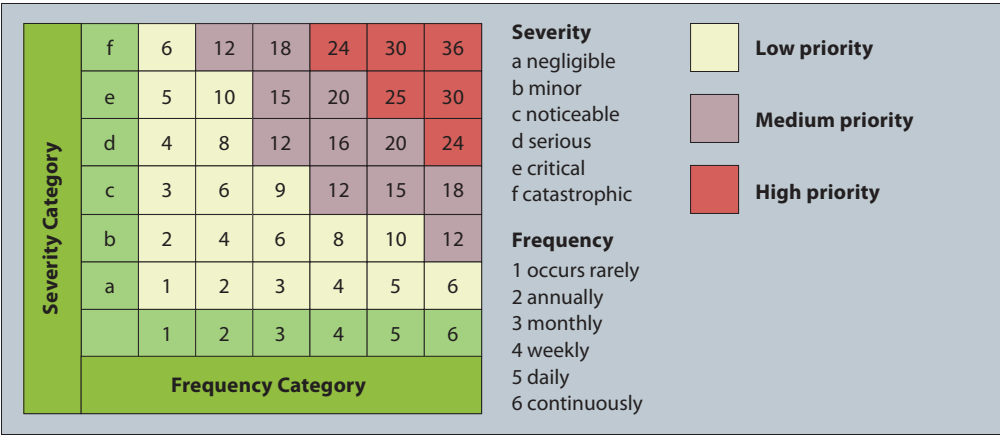 Severity Category
f 6 12 18 24 30 36
e 5 10 15 20 25 30
d 4 8 12 16 20 24
c 3 6 9 12 15 18
b 2 4 6 8 10 12
a 1 2 3 4 5 6
1 2 3 4 5 6
Frequency Category
Severity
a negligible
b minor
c noticeable
d serious
e critical
f catastrophic
Frequency
1 occurs rarely
2 annually
3 monthly
4 weekly
5 daily
6 continuously
Low priority
Medium priority
High priority